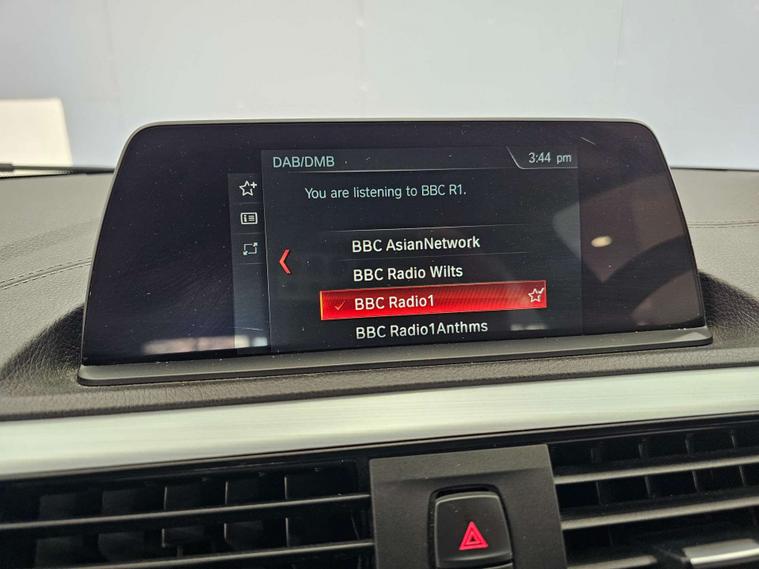 DAB/DMB
3:44 pm
You are listening to BBC R1.
BBC AsianNetwork
BBC Radio Wilts
BBC Radio1
BBC Radio1Anthms